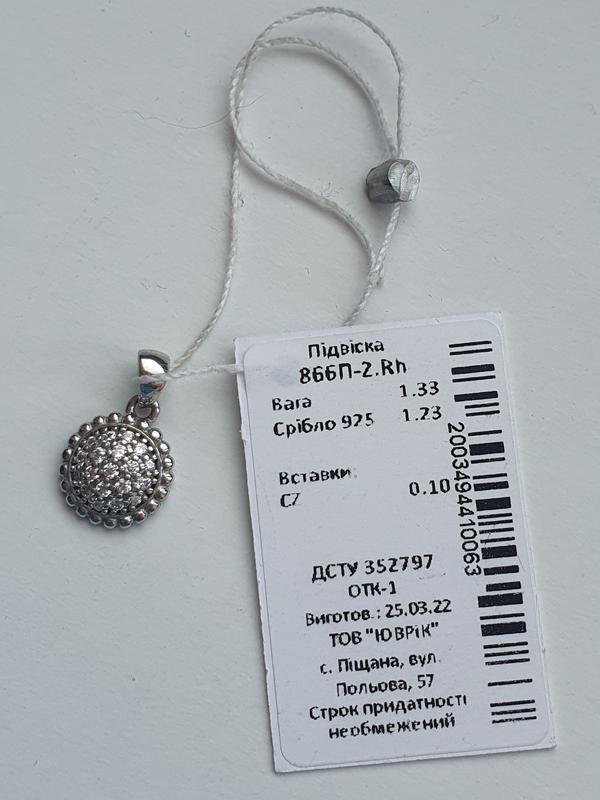 Підвіска
866П-2.Rh
Вага 1.33
Срібло 925 1.23
Вставки:
CZ 0.10
ДСТУ 352797
ОТК-1
Виготов.: 25.03.22
ТОВ "ЮВРІК"
с. Піщана, вул.
Польова, 57
Строк придатності
необмежений
2003494410063